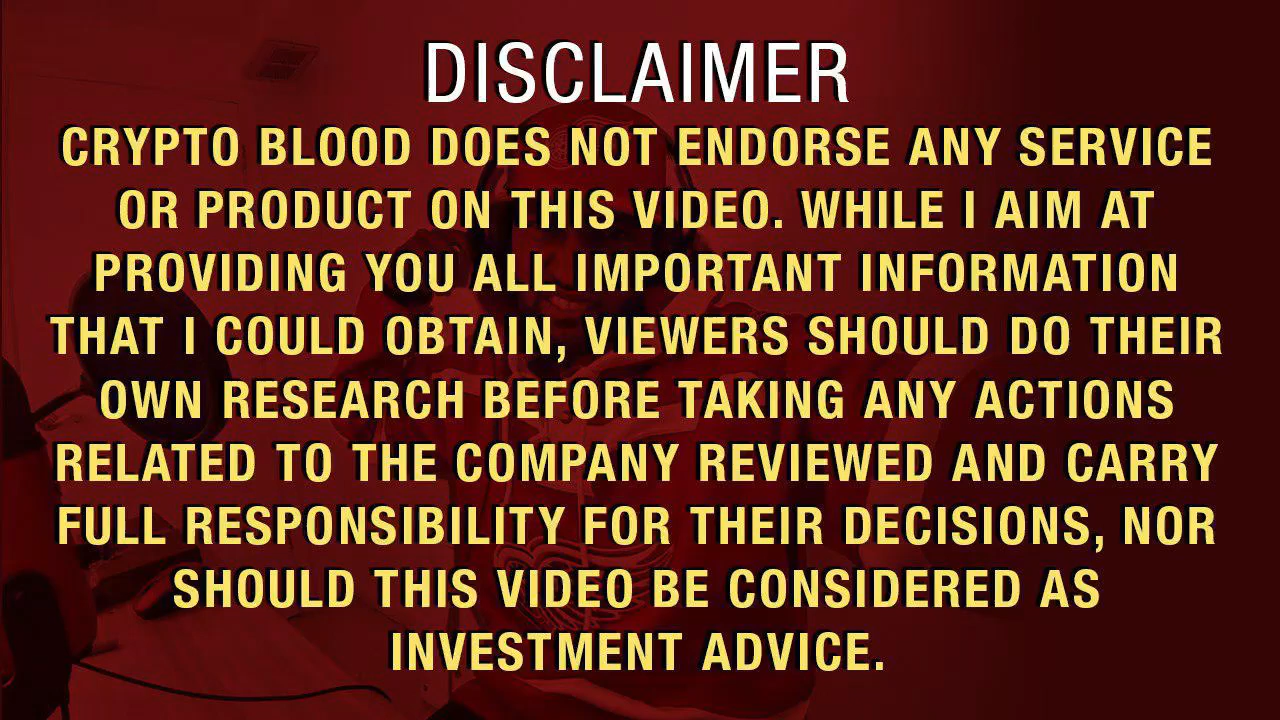 DISCLAIMER
CRYPTO BLOOD DOES NOT ENDORSE ANY SERVICE
OR PRODUCT ON THIS VIDEO. WHILE I AIM AT
PROVIDING YOU ALL IMPORTANT INFORMATION
THAT I COULD OBTAIN, VIEWERS SHOULD DO THEIR
OWN RESEARCH BEFORE TAKING ANY ACTIONS
RELATED TO THE COMPANY REVIEWED AND CARRY
FULL RESPONSIBILITY FOR THEIR DECISIONS, NOR
SHOULD THIS VIDEO BE CONSIDERED AS
INVESTMENT ADVICE.